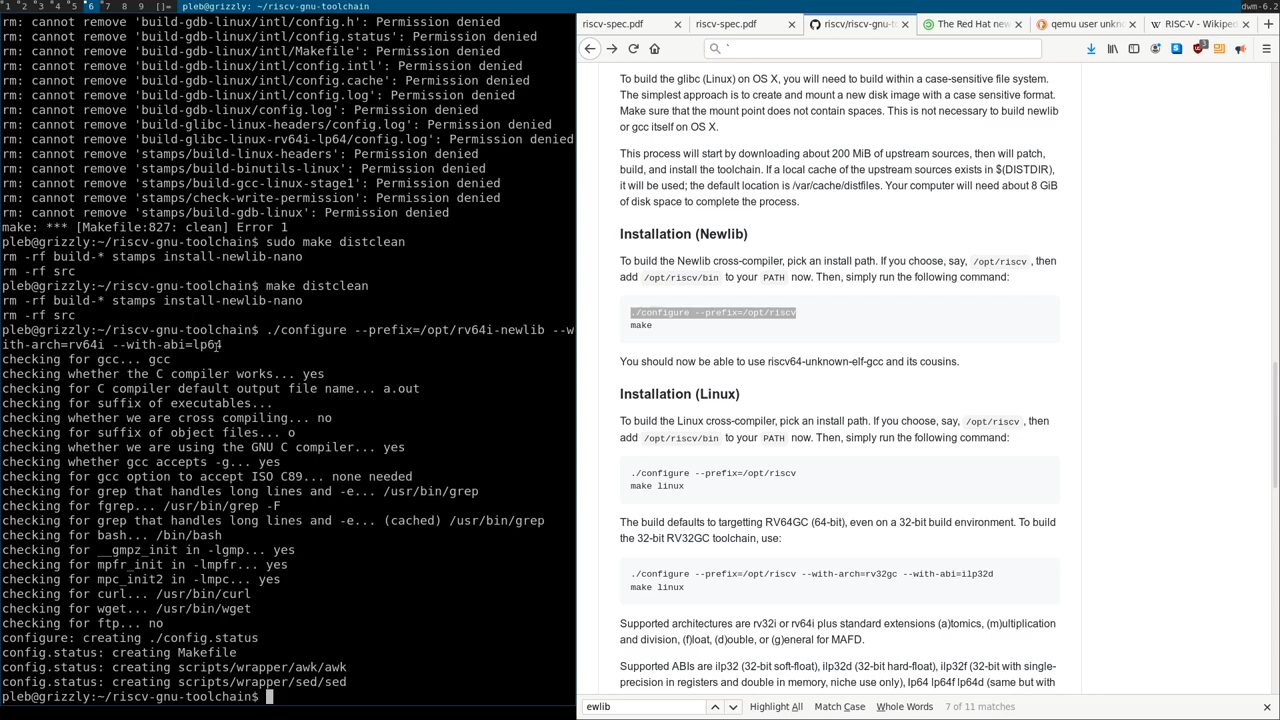 1 2 3 4 5 6 7 8 9 []= pleb@grizzly: ~/riscv-gnu-toolchain
dwm-6.2
rm: cannot remove 'build-gdb-linux/intl/config.h': Permission denied
rm: cannot remove 'build-gdb-linux/intl/config.status': Permission denied
rm: cannot remove 'build-gdb-linux/intl/Makefile': Permission denied
rm: cannot remove 'build-gdb-linux/intl/config.intl': Permission denied
rm: cannot remove 'build-gdb-linux/intl/config.cache': Permission denied
rm: cannot remove 'build-gdb-linux/intl/config.log': Permission denied
rm: cannot remove 'build-gdb-linux/config.log': Permission denied
rm: cannot remove 'build-glibc-linux-headers/config.log': Permission denied
rm: cannot remove 'build-glibc-linux-rv64i-lp64/config.log': Permission denied
rm: cannot remove 'stamps/build-linux-headers': Permission denied
rm: cannot remove 'stamps/build-binutils-linux': Permission denied
rm: cannot remove 'stamps/build-gcc-linux-stage1': Permission denied
rm: cannot remove 'stamps/check-write-permission': Permission denied
rm: cannot remove 'stamps/build-gdb-linux': Permission denied
make: *** [Makefile:827: clean] Error 1
pleb@grizzly:~/riscv-gnu-toolchain$ sudo make distclean
rm -rf build-* stamps install-newlib-nano
rm -rf src
pleb@grizzly:~/riscv-gnu-toolchain$ make distclean
rm -rf build-* stamps install-newlib-nano
rm -rf src
pleb@grizzly:~/riscv-gnu-toolchain$ ./configure --prefix=/opt/rv64i-newlib --w
ith-arch=rv64i --with-abi=lp64
checking for gcc... gcc
checking whether the C compiler works... yes
checking for C compiler default output file name... a.out
checking for suffix of executables...
checking whether we are cross compiling... no
checking for suffix of object files... o
checking whether we are using the GNU C compiler... yes
checking whether gcc accepts -g... yes
checking for gcc option to accept ISO C89... none needed
checking for grep that handles long lines and -e... /usr/bin/grep
checking for fgrep... /usr/bin/grep -F
checking for grep that handles long lines and -e... (cached) /usr/bin/grep
checking for bash... /bin/bash
checking for __gmpz_init in -lgmp... yes
checking for mpfr_init in -lmpfr... yes
checking for mpc_init2 in -lmpc... yes
checking for curl... /usr/bin/curl
checking for wget... /usr/bin/wget
checking for ftp... no
configure: creating ./config.status
config.status: creating Makefile
config.status: creating scripts/wrapper/awk/awk
config.status: creating scripts/wrapper/sed/sed
pleb@grizzly:~/riscv-gnu-toolchain$
riscv-spec.pdf riscv-spec.pdf riscv/riscv-gnu-to The Red Hat new qemu user unkno RISC-V - Wikiped
`
To build the glibc (Linux) on OS X, you will need to build within a case-sensitive file system.
The simplest approach is to create and mount a new disk image with a case sensitive format.
Make sure that the mount point does not contain spaces. This is not necessary to build newlib
or gcc itself on OS X.
This process will start by downloading about 200 MiB of upstream sources, then will patch,
build, and install the toolchain. If a local cache of the upstream sources exists in $(DISTDIR),
it will be used; the default location is /var/cache/distfiles. Your computer will need about 8 GiB
of disk space to complete the process.
Installation (Newlib)
To build the Newlib cross-compiler, pick an install path. If you choose, say, /opt/riscv , then
add /opt/riscv/bin to your PATH now. Then, simply run the following command:
./configure --prefix=/opt/riscv
make
You should now be able to use riscv64-unknown-elf-gcc and its cousins.
Installation (Linux)
To build the Linux cross-compiler, pick an install path. If you choose, say, /opt/riscv , then
add /opt/riscv/bin to your PATH now. Then, simply run the following command:
./configure --prefix=/opt/riscv
make linux
The build defaults to targetting RV64GC (64-bit), even on a 32-bit build environment. To build
the 32-bit RV32GC toolchain, use:
./configure --prefix=/opt/riscv --with-arch=rv32gc --with-abi=ilp32d
make linux
Supported architectures are rv32i or rv64i plus standard extensions (a)tomics, (m)ultiplication
and division, (f)loat, (d)ouble, or (g)eneral for MAFD.
Supported ABIs are ilp32 (32-bit soft-float), ilp32d (32-bit hard-float), ilp32f (32-bit with single-
precision in registers and double in memory, niche use only), lp64 lp64f lp64d (same but with
ewlib Highlight All Match Case Whole Words 7 of 11 matches